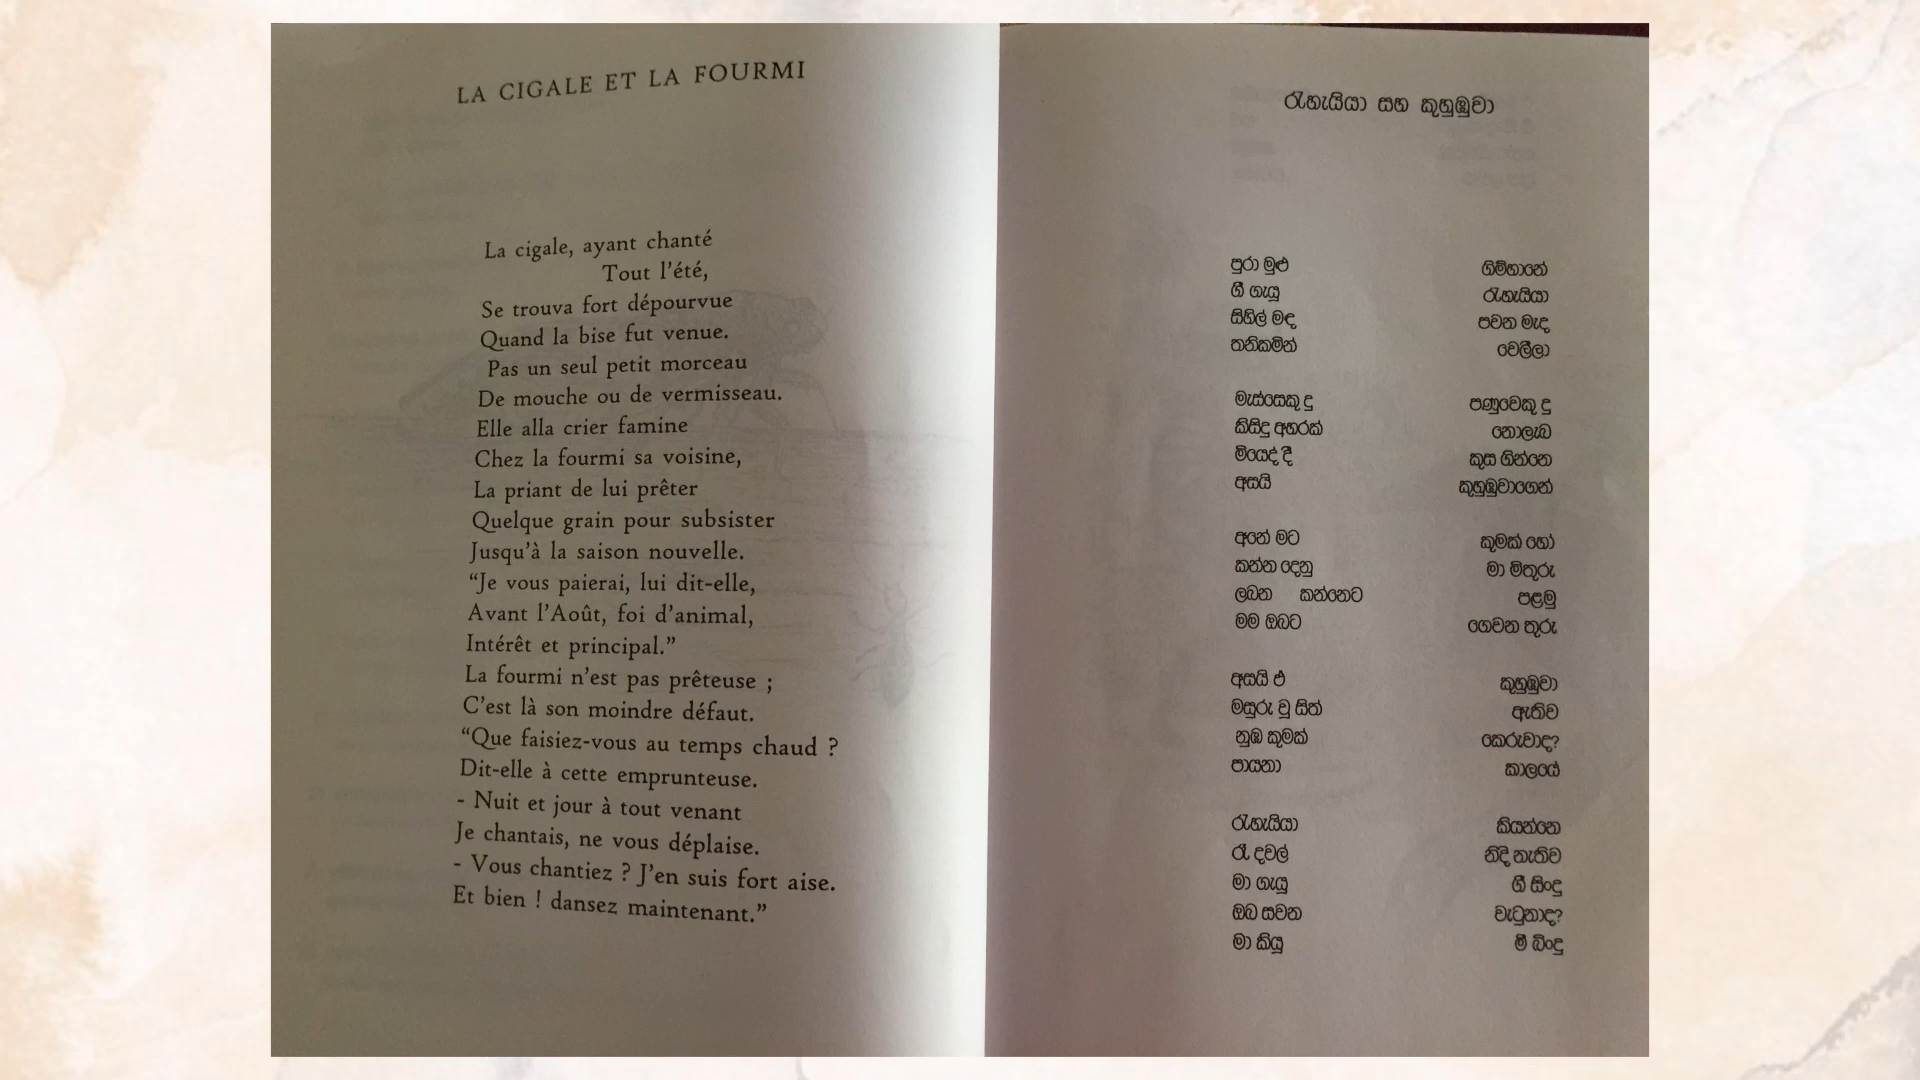 LA CIGALE ET LA FOURMI
La cigale, ayant chanté
Tout l'été,
Se trouva fort dépourvue
Quand la bise fut venue.
Pas un seul petit morceau
De mouche ou de vermisseau.
Elle alla crier famine
Chez la fourmi sa voisine,
La priant de lui prêter
Quelque grain pour subsister
Jusqu'à la saison nouvelle.
“Je vous paierai, lui dit-elle,
Avant l'Août, foi d'animal,
Intérêt et principal.”
La fourmi n'est pas prêteuse ;
C'est là son moindre défaut.
“Que faisiez-vous au temps chaud ?
Dit-elle à cette emprunteuse.
- Nuit et jour à tout venant
Je chantais, ne vous déplaise.
- Vous chantiez ? J'en suis fort aise.
Et bien ! dansez maintenant.”
රැහැයියා සහ කුහුඹුවා
පුරා මුළු ගිම්හානේ
ගී ගැයූ රැහැයියා
සිහිල් මඳ පවන මැද
තනිකමින් වෙලීලා
මැස්සෙකු දු පණුවෙකු දු
කිසිදු අහරක් නොලැබ
මියෙද් දී කුස ගින්නෙ
අසයි කුහුඹුවාගෙන්
අනේ මට කුමක් හෝ
කන්න දෙනු මා මිතුරු
ලබන කන්නෙට පළමු
මම ඔබට ගෙවන තුරු
අසයි එ කුහුඹුවා
මසුරු වූ සිත් ඇතිව
නුඹ කුමක් කෙරුවාද?
පායනා කාලයේ
රැහැයියා කියන්නෙ
රෑ දවල් නිදි නැතිව
මා ගැයූ ගී සිංදු
ඔබ සවන වැටුනාද?
මා කියූ මී බිංදු